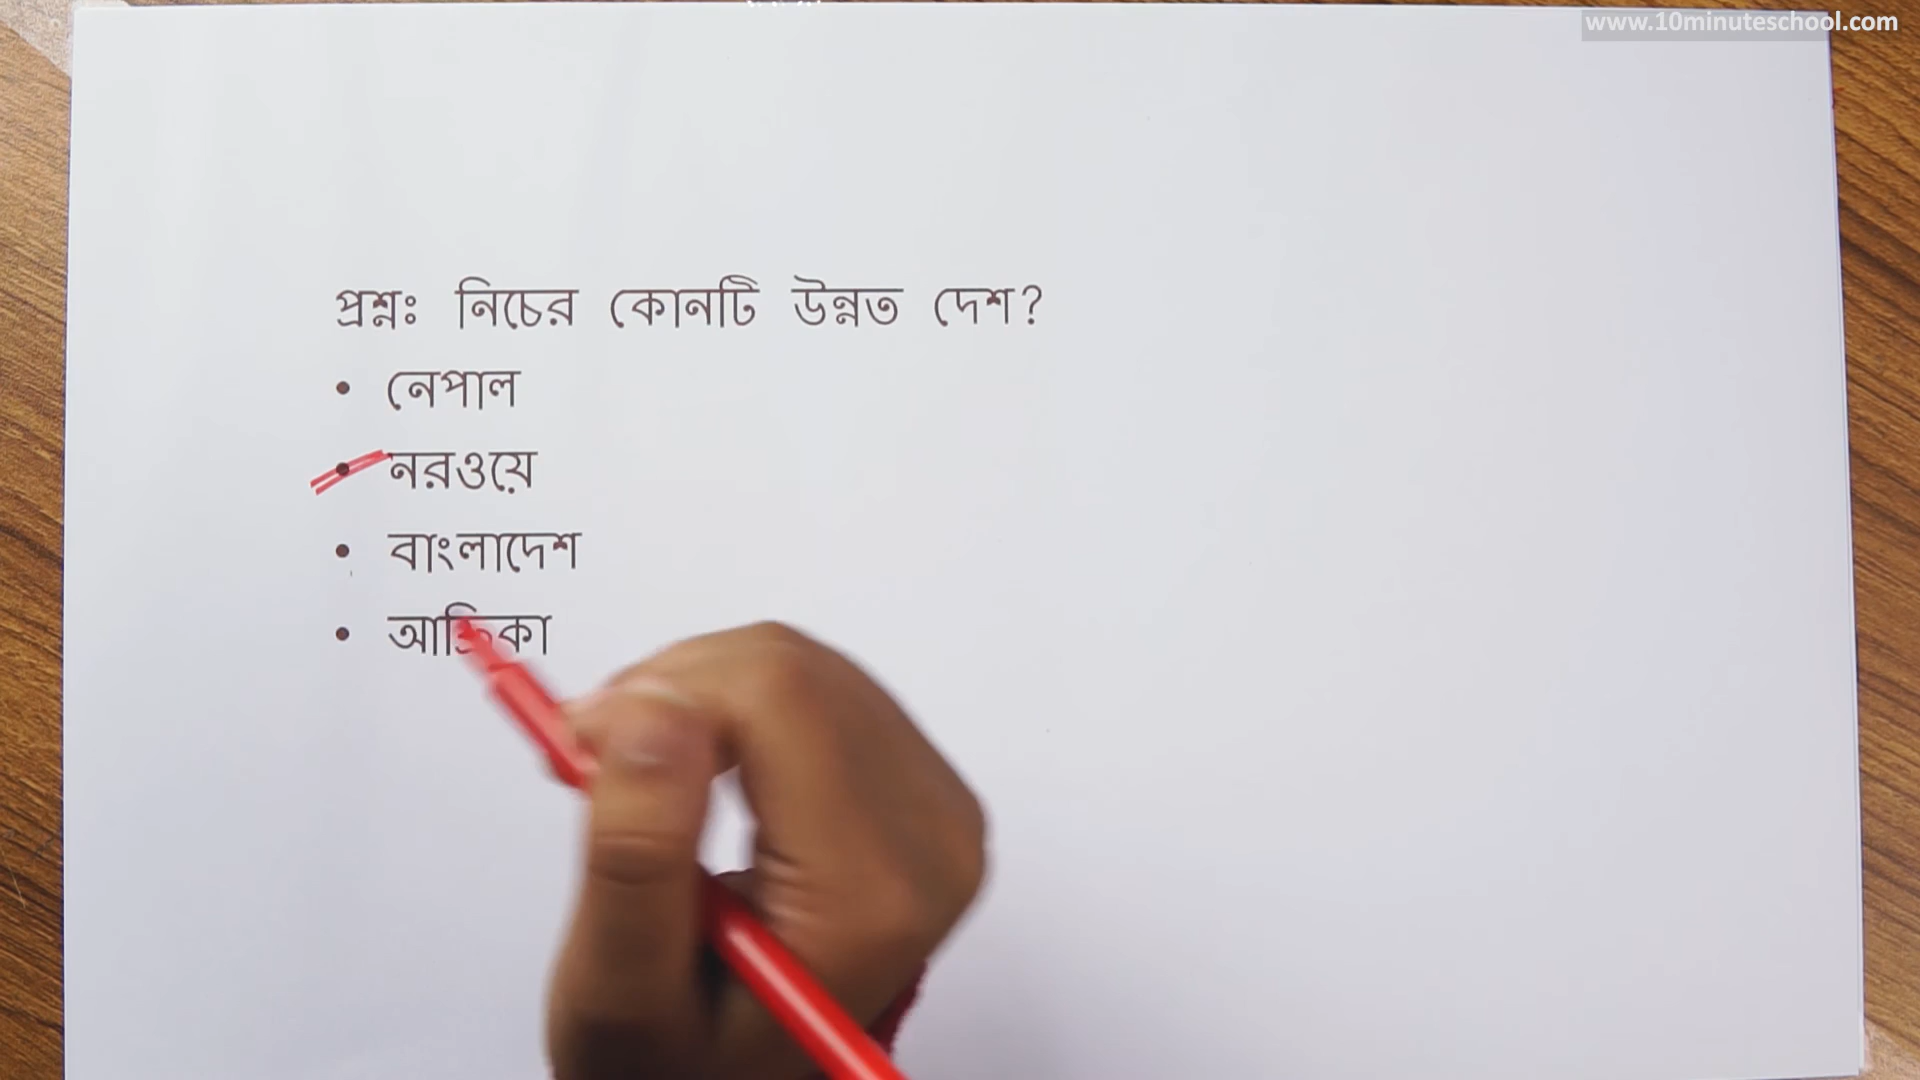 www.10minuteschool.com
প্রশ্নঃ নিচের কোনটি উন্নত দেশ?
• নেপাল
• নরওয়ে
• বাংলাদেশ
• আফ্রিকা